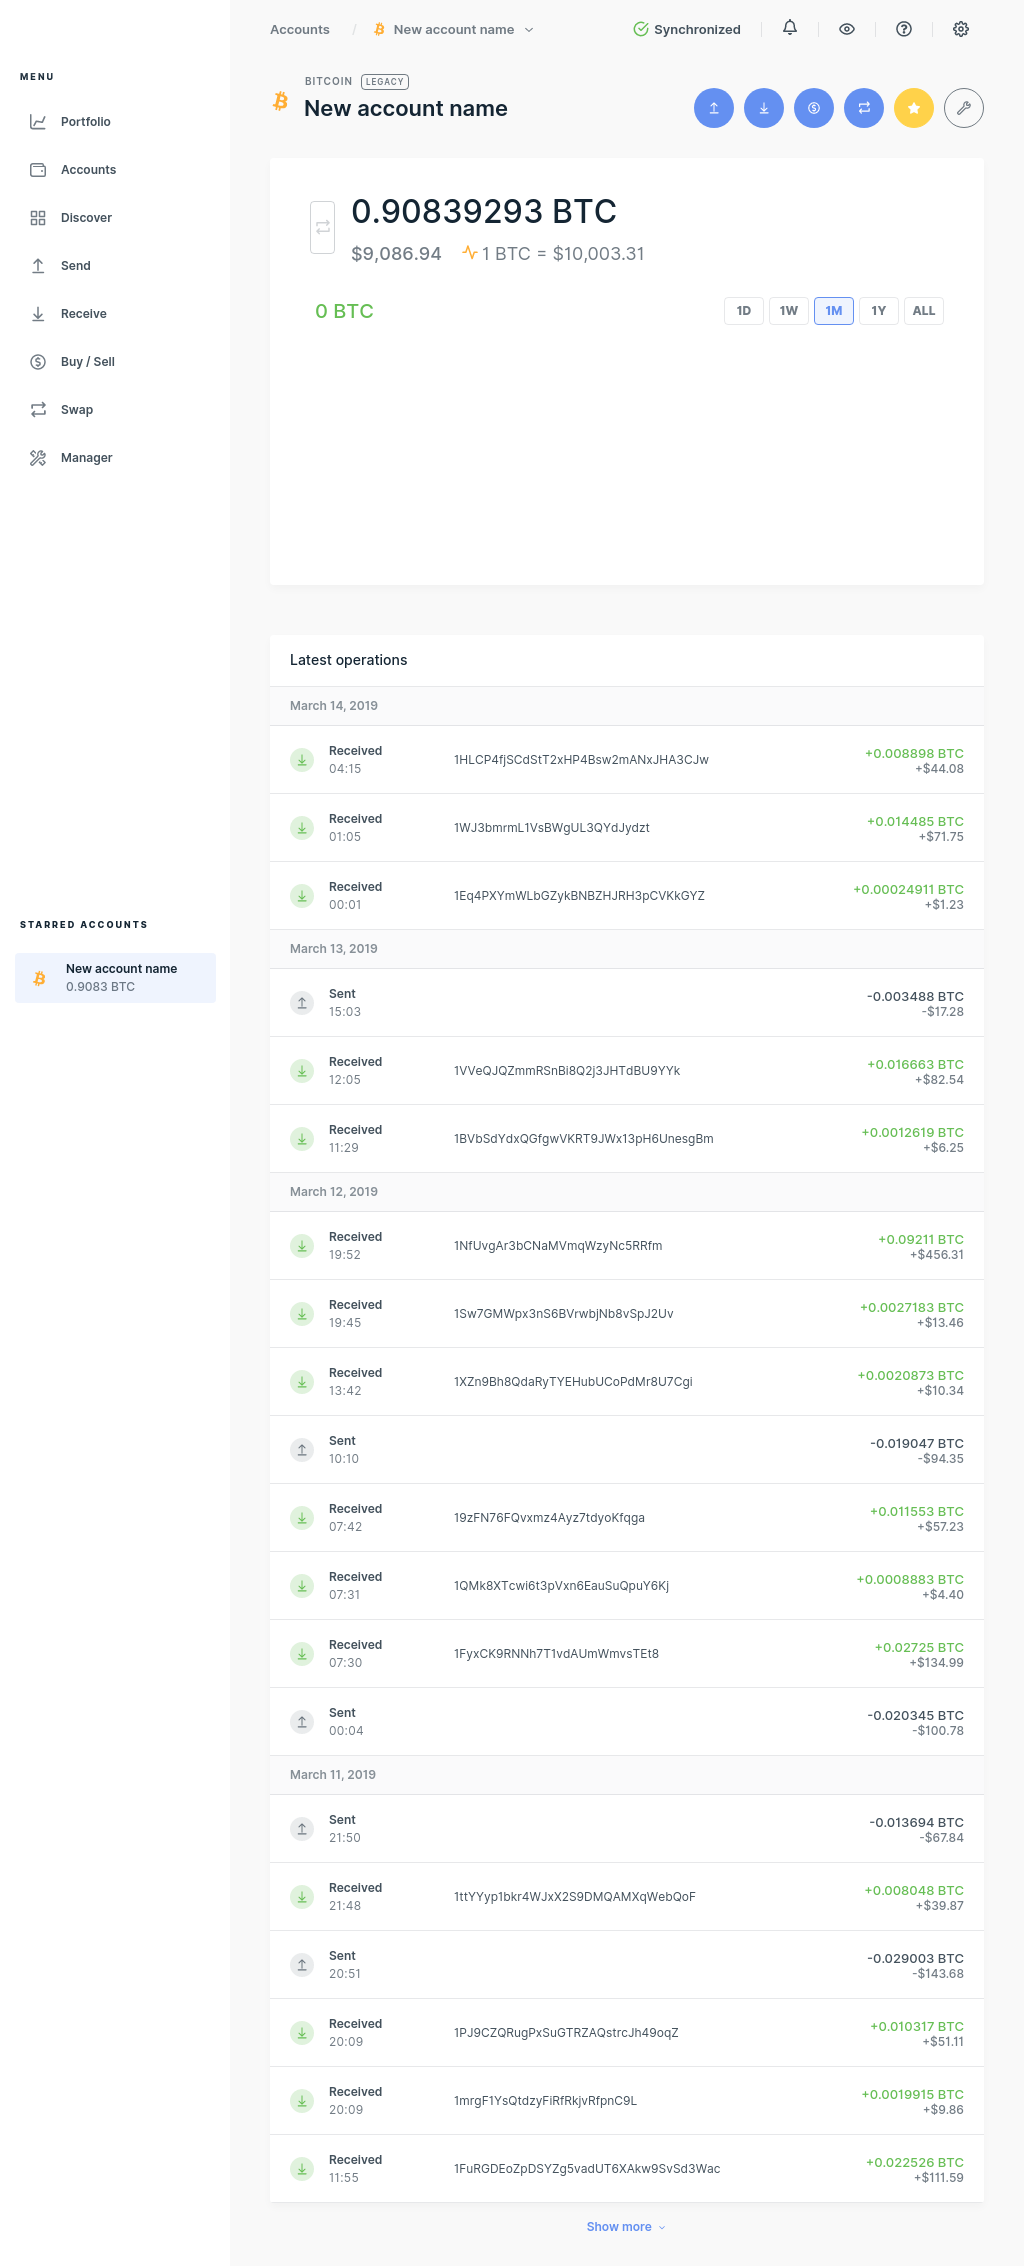 Accounts / New account name
Synchronized
MENU
Portfolio
Accounts
Discover
Send
Receive
Buy / Sell
Swap
Manager
STARRED ACCOUNTS
New account name
0.9083 BTC
BITCOIN LEGACY
New account name
0.90839293 BTC
$9,086.94 1 BTC = $10,003.31
0 BTC
1D 1W 1M 1Y ALL
Latest operations
March 14, 2019
Received 1HLCP4fjSCdStT2xHP4Bsw2mANxJHA3CJw +0.008898 BTC
04:15 +$44.08
Received 1WJ3bmrmL1VsBWgUL3QYdJydzt +0.014485 BTC
01:05 +$71.75
Received 1Eq4PXYmWLbGZykBNBZHJRH3pCVKkGYZ +0.00024911 BTC
00:01 +$1.23
March 13, 2019
Sent -0.003488 BTC
15:03 -$17.28
Received 1VVeQJQZmmRSnBi8Q2j3JHTdBU9YYk +0.016663 BTC
12:05 +$82.54
Received 1BVbSdYdxQGfgwVKRT9JWx13pH6UnesgBm +0.0012619 BTC
11:29 +$6.25
March 12, 2019
Received 1NfUvgAr3bCNaMVmqWzyNc5RRfm +0.09211 BTC
19:52 +$456.31
Received 1Sw7GMWpx3nS6BVrwbjNb8vSpJ2Uv +0.0027183 BTC
19:45 +$13.46
Received 1XZn9Bh8QdaRyTYEHubUCoPdMr8U7Cgi +0.0020873 BTC
13:42 +$10.34
Sent -0.019047 BTC
10:10 -$94.35
Received 19zFN76FQvxmz4Ayz7tdyoKfqga +0.011553 BTC
07:42 +$57.23
Received 1QMk8XTcwi6t3pVxn6EauSuQpuY6Kj +0.0008883 BTC
07:31 +$4.40
Received 1FyxCK9RNNh7T1vdAUmWmvsTEt8 +0.02725 BTC
07:30 +$134.99
Sent -0.020345 BTC
00:04 -$100.78
March 11, 2019
Sent -0.013694 BTC
21:50 -$67.84
Received 1ttYYyp1bkr4WJxX2S9DMQAMXqWebQoF +0.008048 BTC
21:48 +$39.87
Sent -0.029003 BTC
20:51 -$143.68
Received 1PJ9CZQRugPxSuGTRZAQstrcJh49oqZ +0.010317 BTC
20:09 +$51.11
Received 1mrgF1YsQtdzyFiRfRkjvRfpnC9L +0.0019915 BTC
20:09 +$9.86
Received 1FuRGDEoZpDSYZg5vadUT6XAkw9SvSd3Wac +0.022526 BTC
11:55 +$111.59
Show more